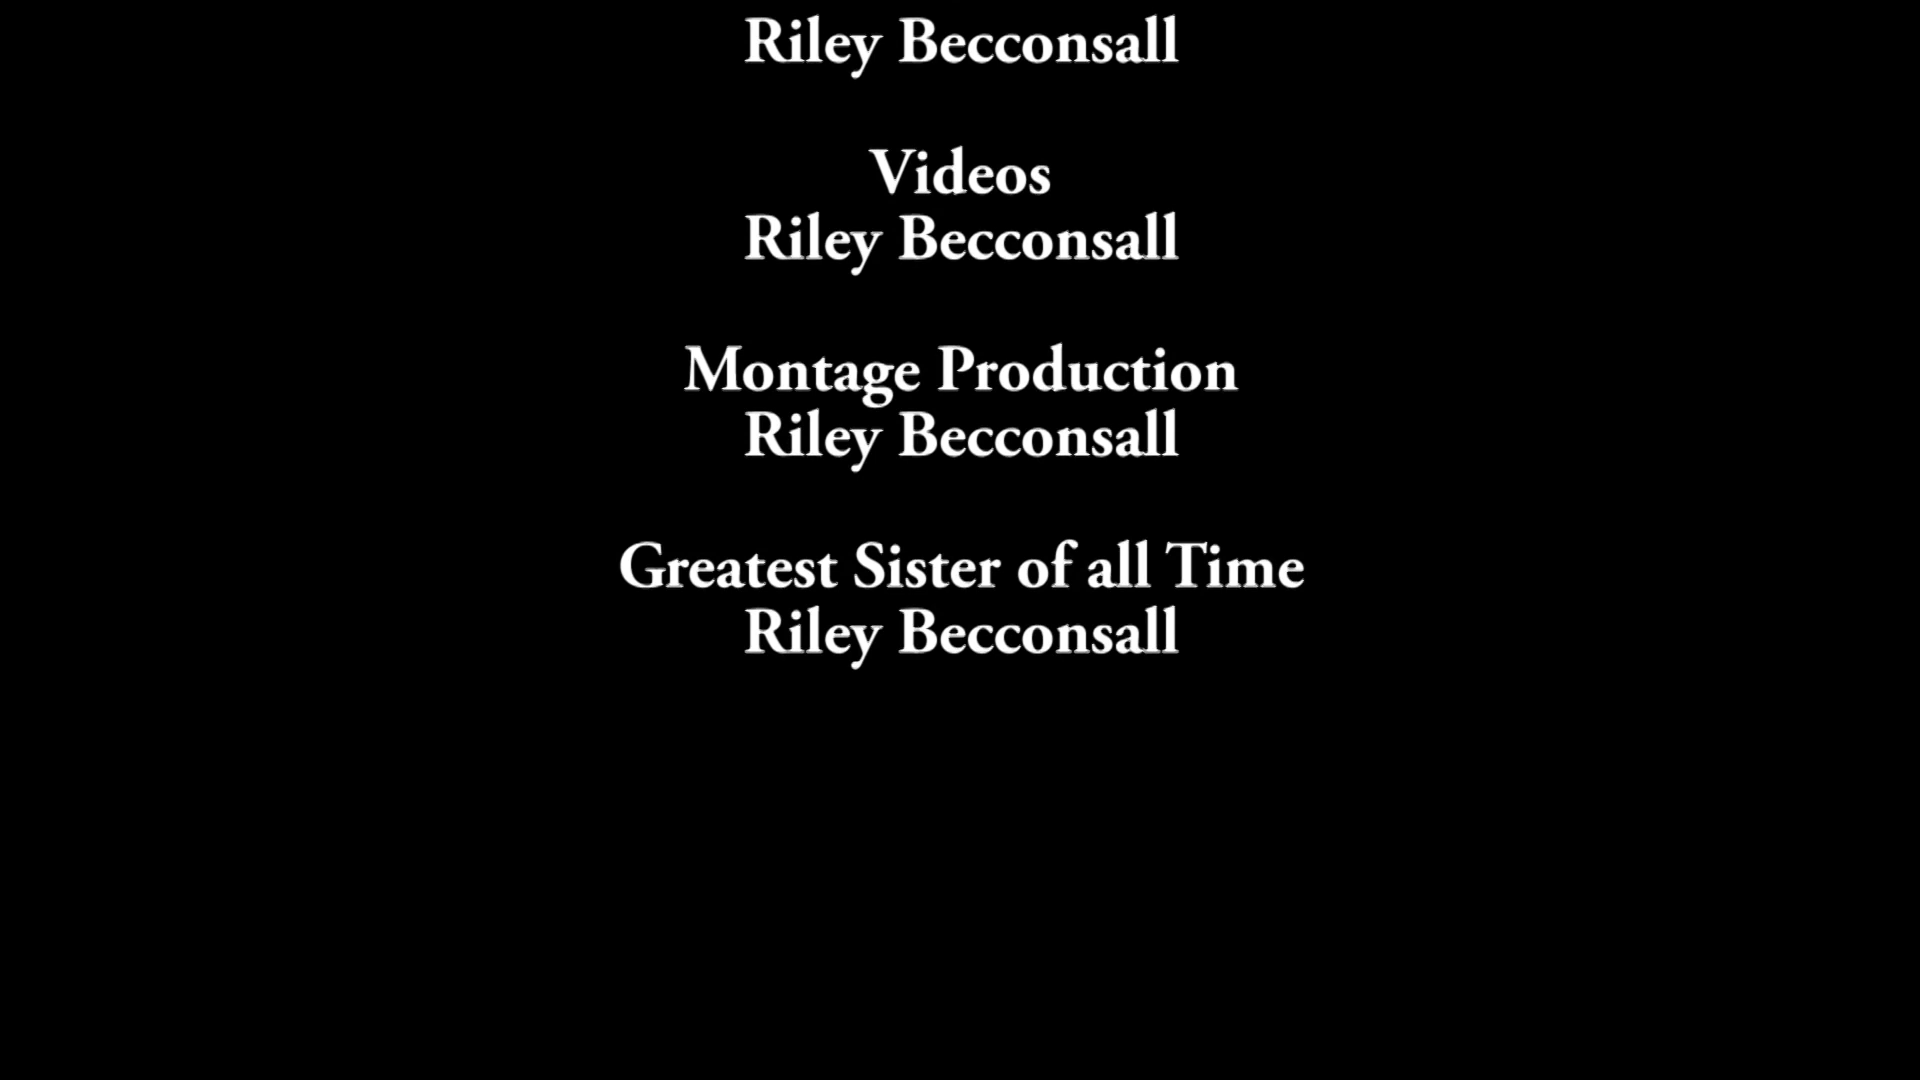 Riley Becconsall
Videos
Riley Becconsall
Montage Production
Riley Becconsall
Greatest Sister of all Time
Riley Becconsall